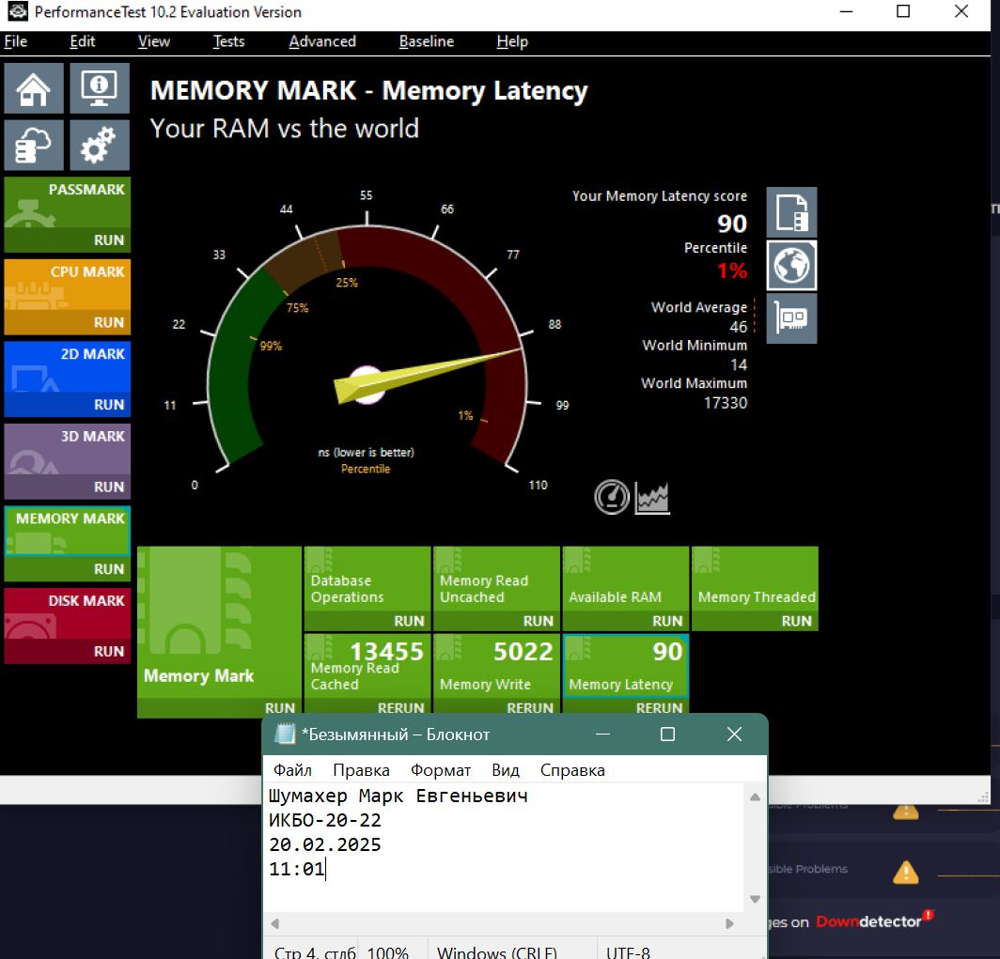 PerformanceTest 10.2 Evaluation Version
File Edit View Tests Advanced Baseline Help
MEMORY MARK - Memory Latency
Your RAM vs the world
PASSMARK
RUN
CPU MARK
RUN
2D MARK
RUN
3D MARK
RUN
MEMORY MARK
RUN
DISK MARK
RUN
0
11
22
33
44
55
66
77
88
99
110
99%
75%
25%
1%
ns (lower is better)
Percentile
Your Memory Latency score
90
Percentile
1%
World Average
46
World Minimum
14
World Maximum
17330
Memory Mark
RUN
Database
Operations
RUN
Memory Read
Uncached
RUN
Available RAM
RUN
Memory Threaded
RUN
13455
Memory Read
Cached
RERUN
5022
Memory Write
RERUN
90
Memory Latency
RERUN
*Безымянный – Блокнот
Файл Правка Формат Вид Справка
Шумахер Марк Евгеньевич
ИКБО-20-22
20.02.2025
11:01
Стр 4, стлб 100% Windows (CRLF) UTF-8
Problems
sible Problems
ges on Downdetector